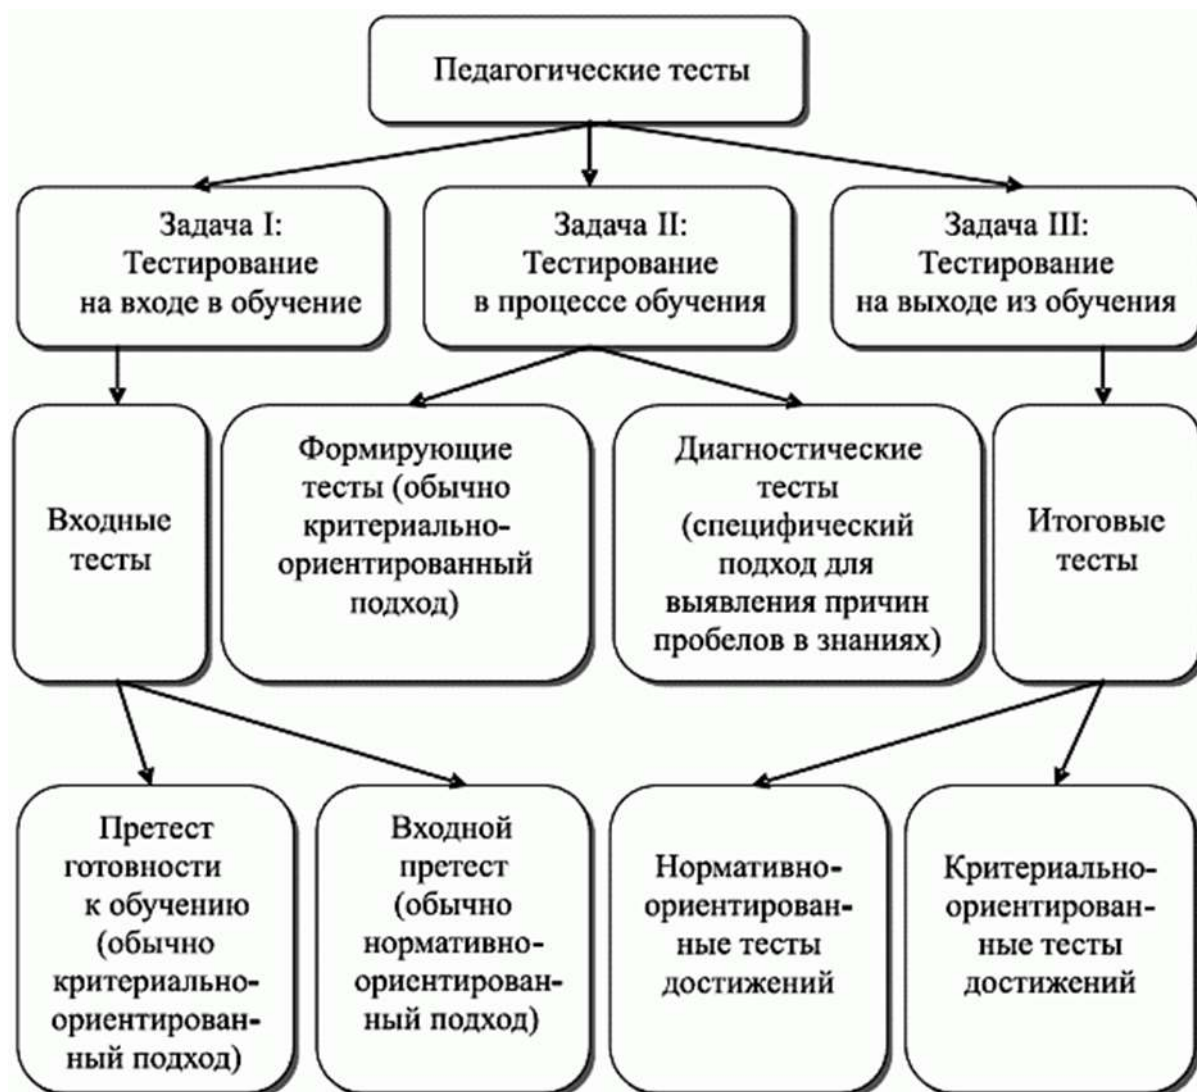 Педагогические тесты
Задача I:
Тестирование
на входе в обучение
Задача II:
Тестирование
в процессе обучения
Задача III:
Тестирование
на выходе из обучения
Входные
тесты
Формирующие
тесты (обычно
критериально-
ориентированный
подход)
Диагностические
тесты
(специфический
подход для
выявления причин
пробелов в знаниях)
Итоговые
тесты
Претест
готовности
к обучению
(обычно
критериально-
ориентирован-
ный подход)
Входной
претест
(обычно
нормативно-
ориентирован-
ный подход)
Нормативно-
ориентирован-
ные тесты
достижений
Критериально-
ориентирован-
ные тесты
достижений